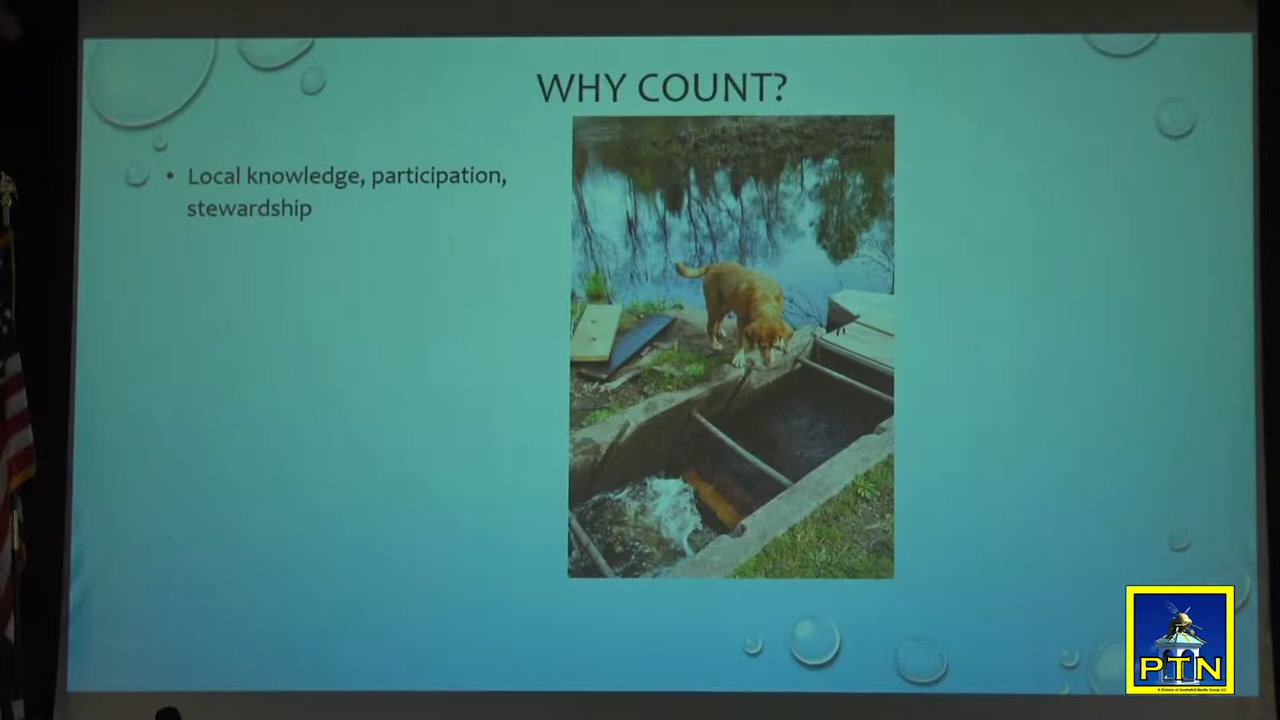 WHY COUNT?
• Local knowledge, participation,
stewardship
PTN